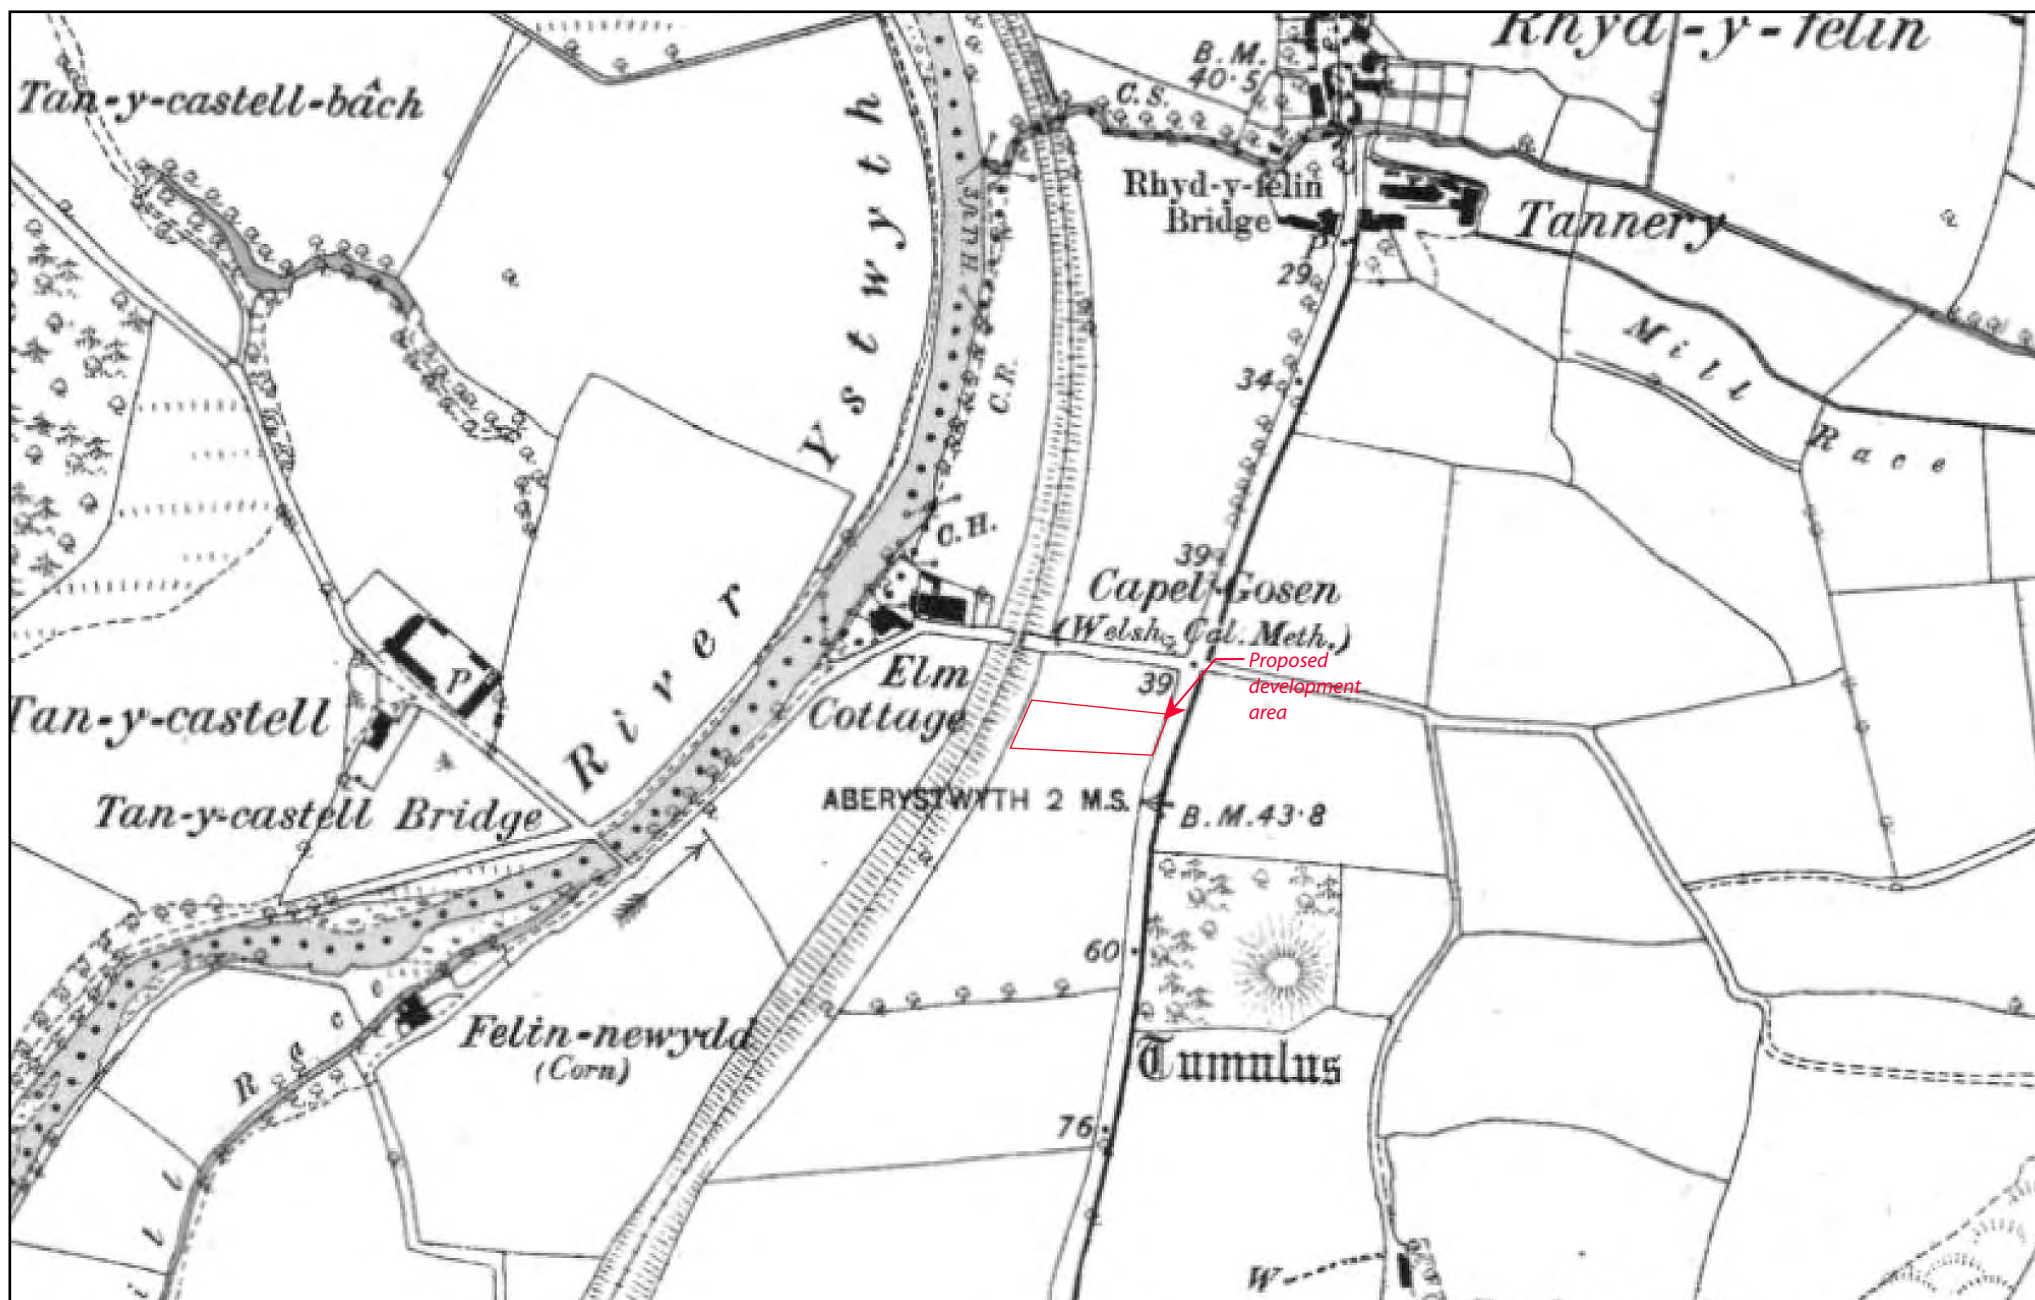 Rhyd-y-felin
B.M.
40·5
Tan-y-castell-bâch
C.S.
Rhyd-y-felin
Bridge
Tannery
P
29
Mill Race
34
C.R.
River Ystwyth
C.H.
39
Capel Gosen
(Welsh Cal. Meth.)
Elm
Cottage
39
Proposed
development
area
P
Tan-y-castell
Tan-y-castell Bridge
ABERYSTWYTH 2 M.S.
B.M.43·8
60
Felin-newydd
(Corn)
Tumulus
76
W